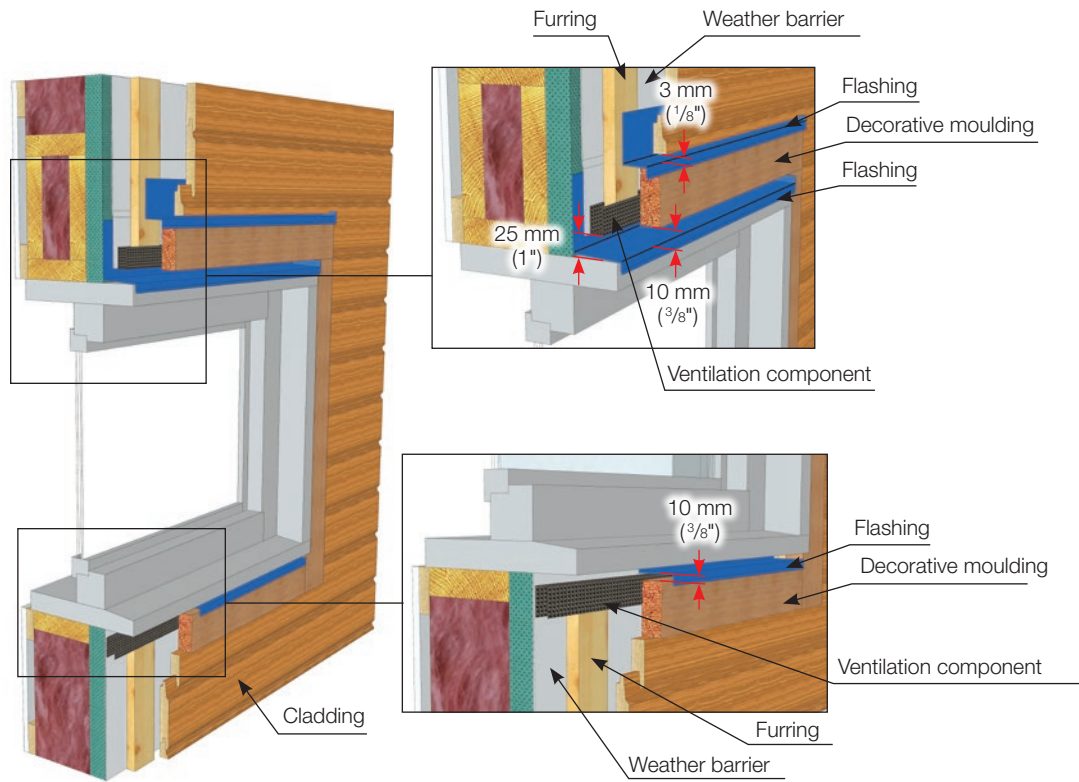 Furring
Weather barrier
3 mm
(1/8")
Flashing
Decorative moulding
Flashing
25 mm
(1")
10 mm
(3/8")
Ventilation component
10 mm
(3/8")
Flashing
Decorative moulding
Ventilation component
Cladding
Furring
Weather barrier